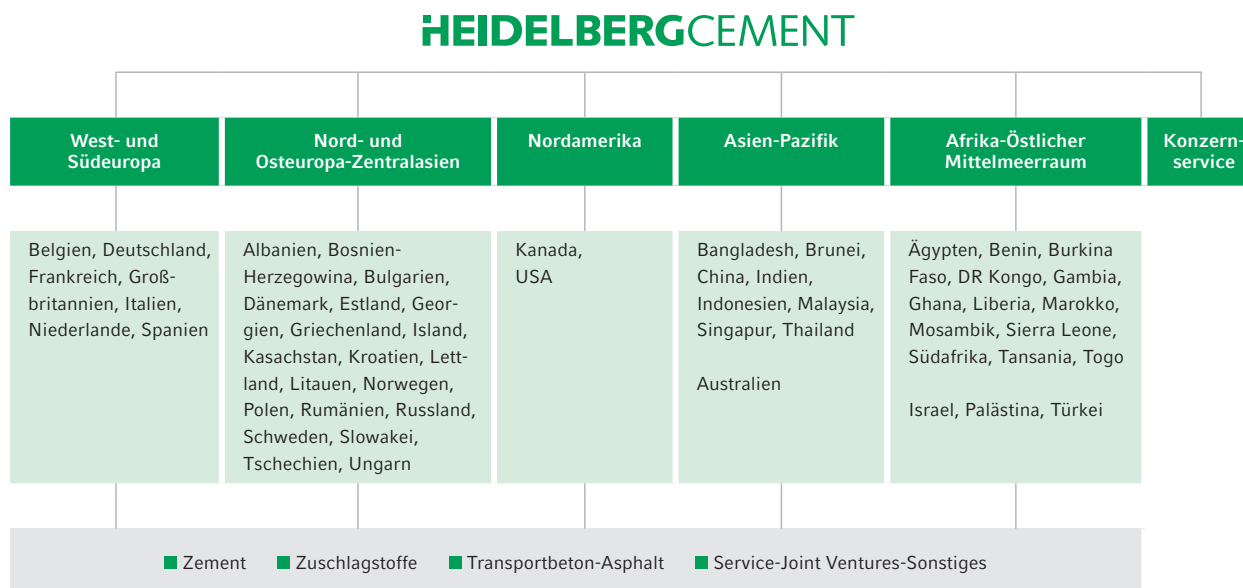 HEIDELBERGCEMENT
West- und
Südeuropa
Nord- und
Osteuropa-Zentralasien
Nordamerika
Asien-Pazifik
Afrika-Östlicher
Mittelmeerraum
Konzern-
service
Belgien, Deutschland,
Frankreich, Groß-
britannien, Italien,
Niederlande, Spanien
Albanien, Bosnien-
Herzegowina, Bulgarien,
Dänemark, Estland, Geor-
gien, Griechenland, Island,
Kasachstan, Kroatien, Lett-
land, Litauen, Norwegen,
Polen, Rumänien, Russland,
Schweden, Slowakei,
Tschechien, Ungarn
Kanada,
USA
Bangladesh, Brunei,
China, Indien,
Indonesien, Malaysia,
Singapur, Thailand
Australien
Ägypten, Benin, Burkina
Faso, DR Kongo, Gambia,
Ghana, Liberia, Marokko,
Mosambik, Sierra Leone,
Südafrika, Tansania, Togo
Israel, Palästina, Türkei
Zement
Zuschlagstoffe
Transportbeton-Asphalt
Service-Joint Ventures-Sonstiges